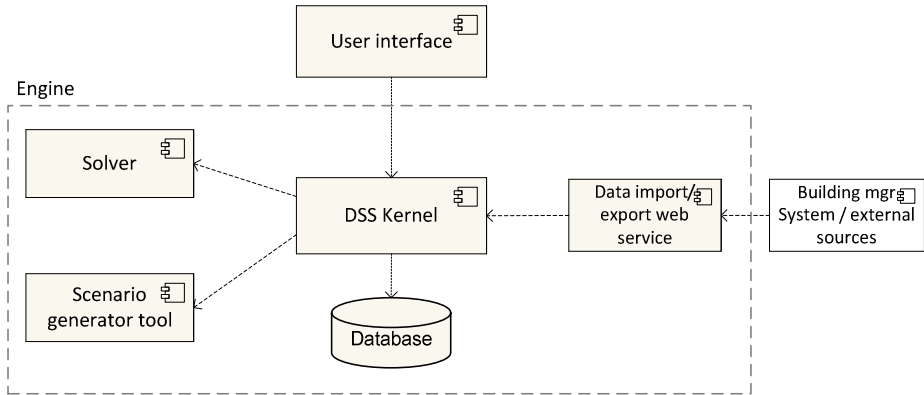 User interface
Engine
Solver
DSS Kernel
Data import/
export web
service
Building mgr.
System / external
sources
Scenario
generator tool
Database